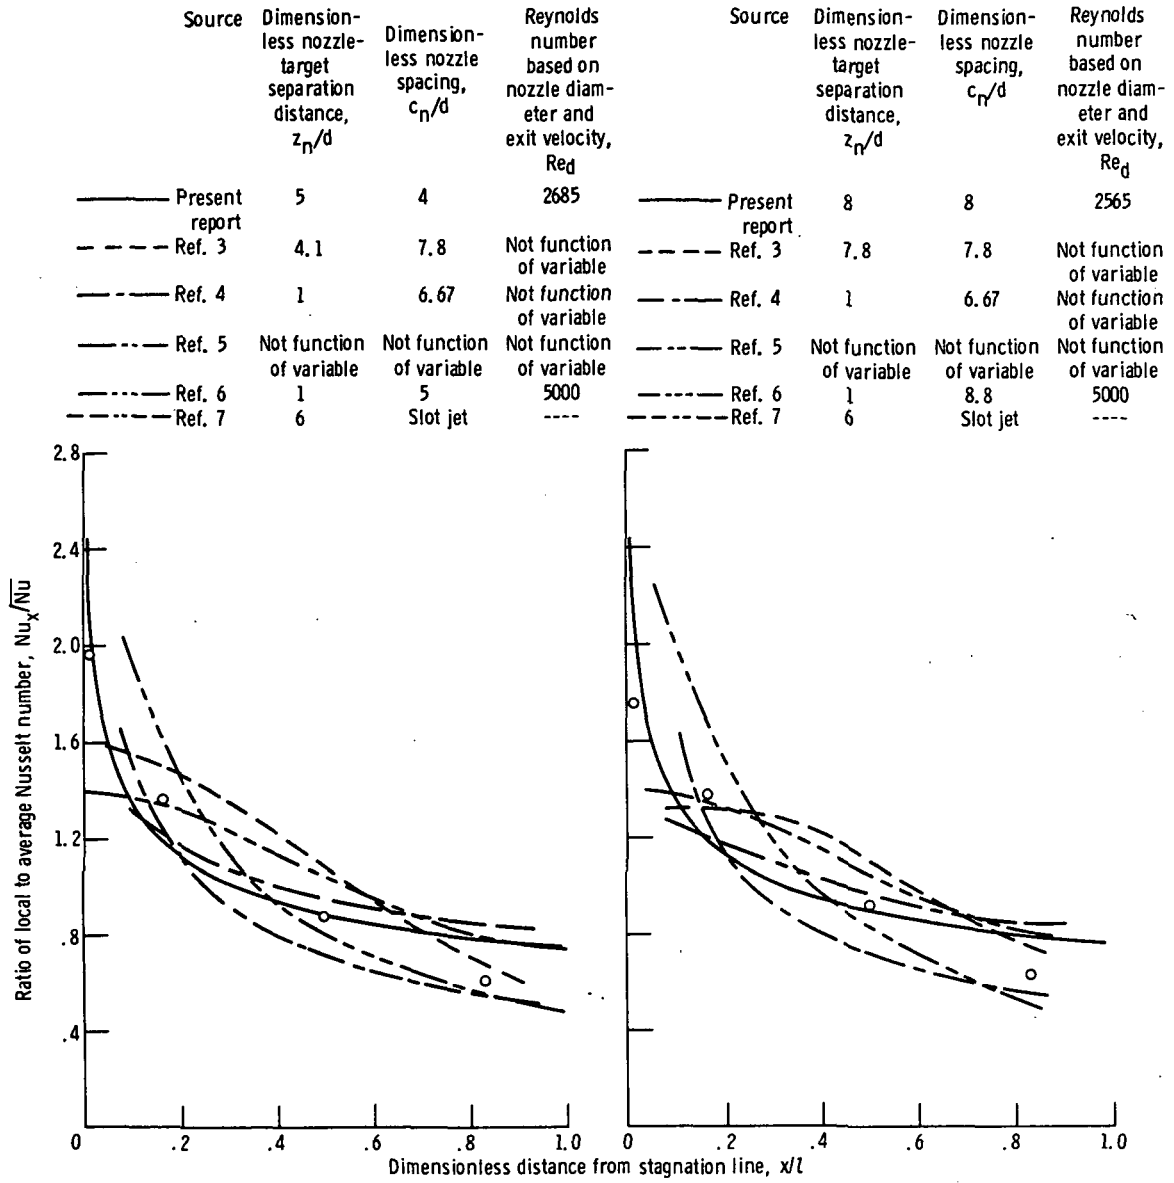 Source Dimension-less nozzle-target separation distance, zn/d Dimension-less nozzle spacing, cn/d Reynolds number based on nozzle diam-eter and exit velocity, Red
Present report 5 4 2685
Ref. 3 4.1 7.8 Not function of variable
Ref. 4 1 6.67 Not function of variable
Ref. 5 Not function of variable Not function of variable Not function of variable
Ref. 6 1 5 5000
Ref. 7 6 Slot jet ----
Source Dimension-less nozzle-target separation distance, zn/d Dimension-less nozzle spacing, cn/d Reynolds number based on nozzle diam-eter and exit velocity, Red
Present report 8 8 2565
Ref. 3 7.8 7.8 Not function of variable
Ref. 4 1 6.67 Not function of variable
Ref. 5 Not function of variable Not function of variable Not function of variable
Ref. 6 1 8.8 5000
Ref. 7 6 Slot jet ----
Ratio of local to average Nusselt number, Nux/N̅u̅
2.8
2.4
2.0
1.6
1.2
.8
.4
0 .2 .4 .6 .8 1.0
0 .2 .4 .6 .8 1.0
Dimensionless distance from stagnation line, x/l